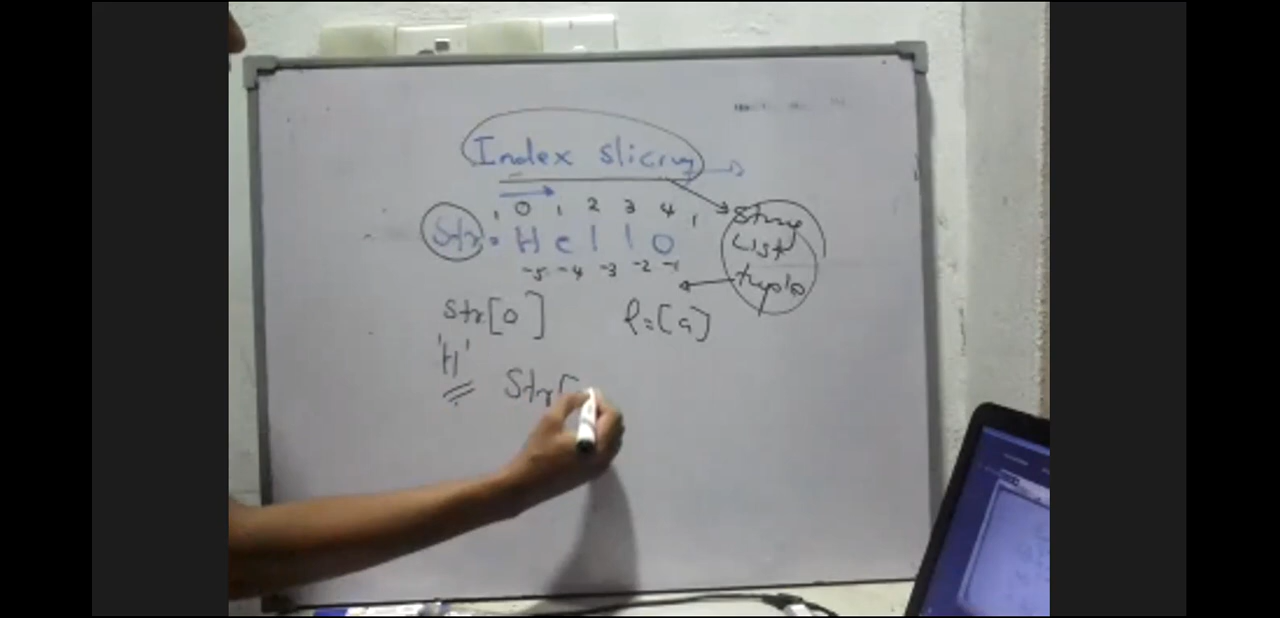 Index slicing
0 1 2 3 4
Str = ' H e l l o '
-5 -4 -3 -2 -1
String
List
tuple
Str[0] l=[a]
'H'
Str[